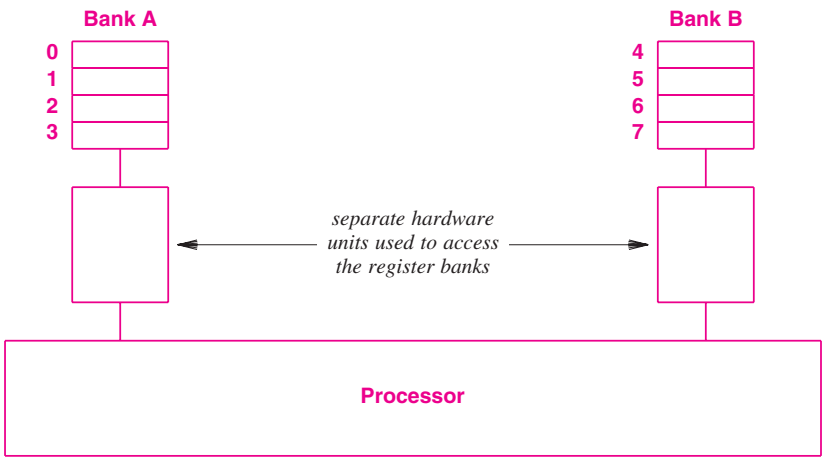 Bank A
Bank B
0
1
2
3
4
5
6
7
separate hardware
units used to access
the register banks
Processor